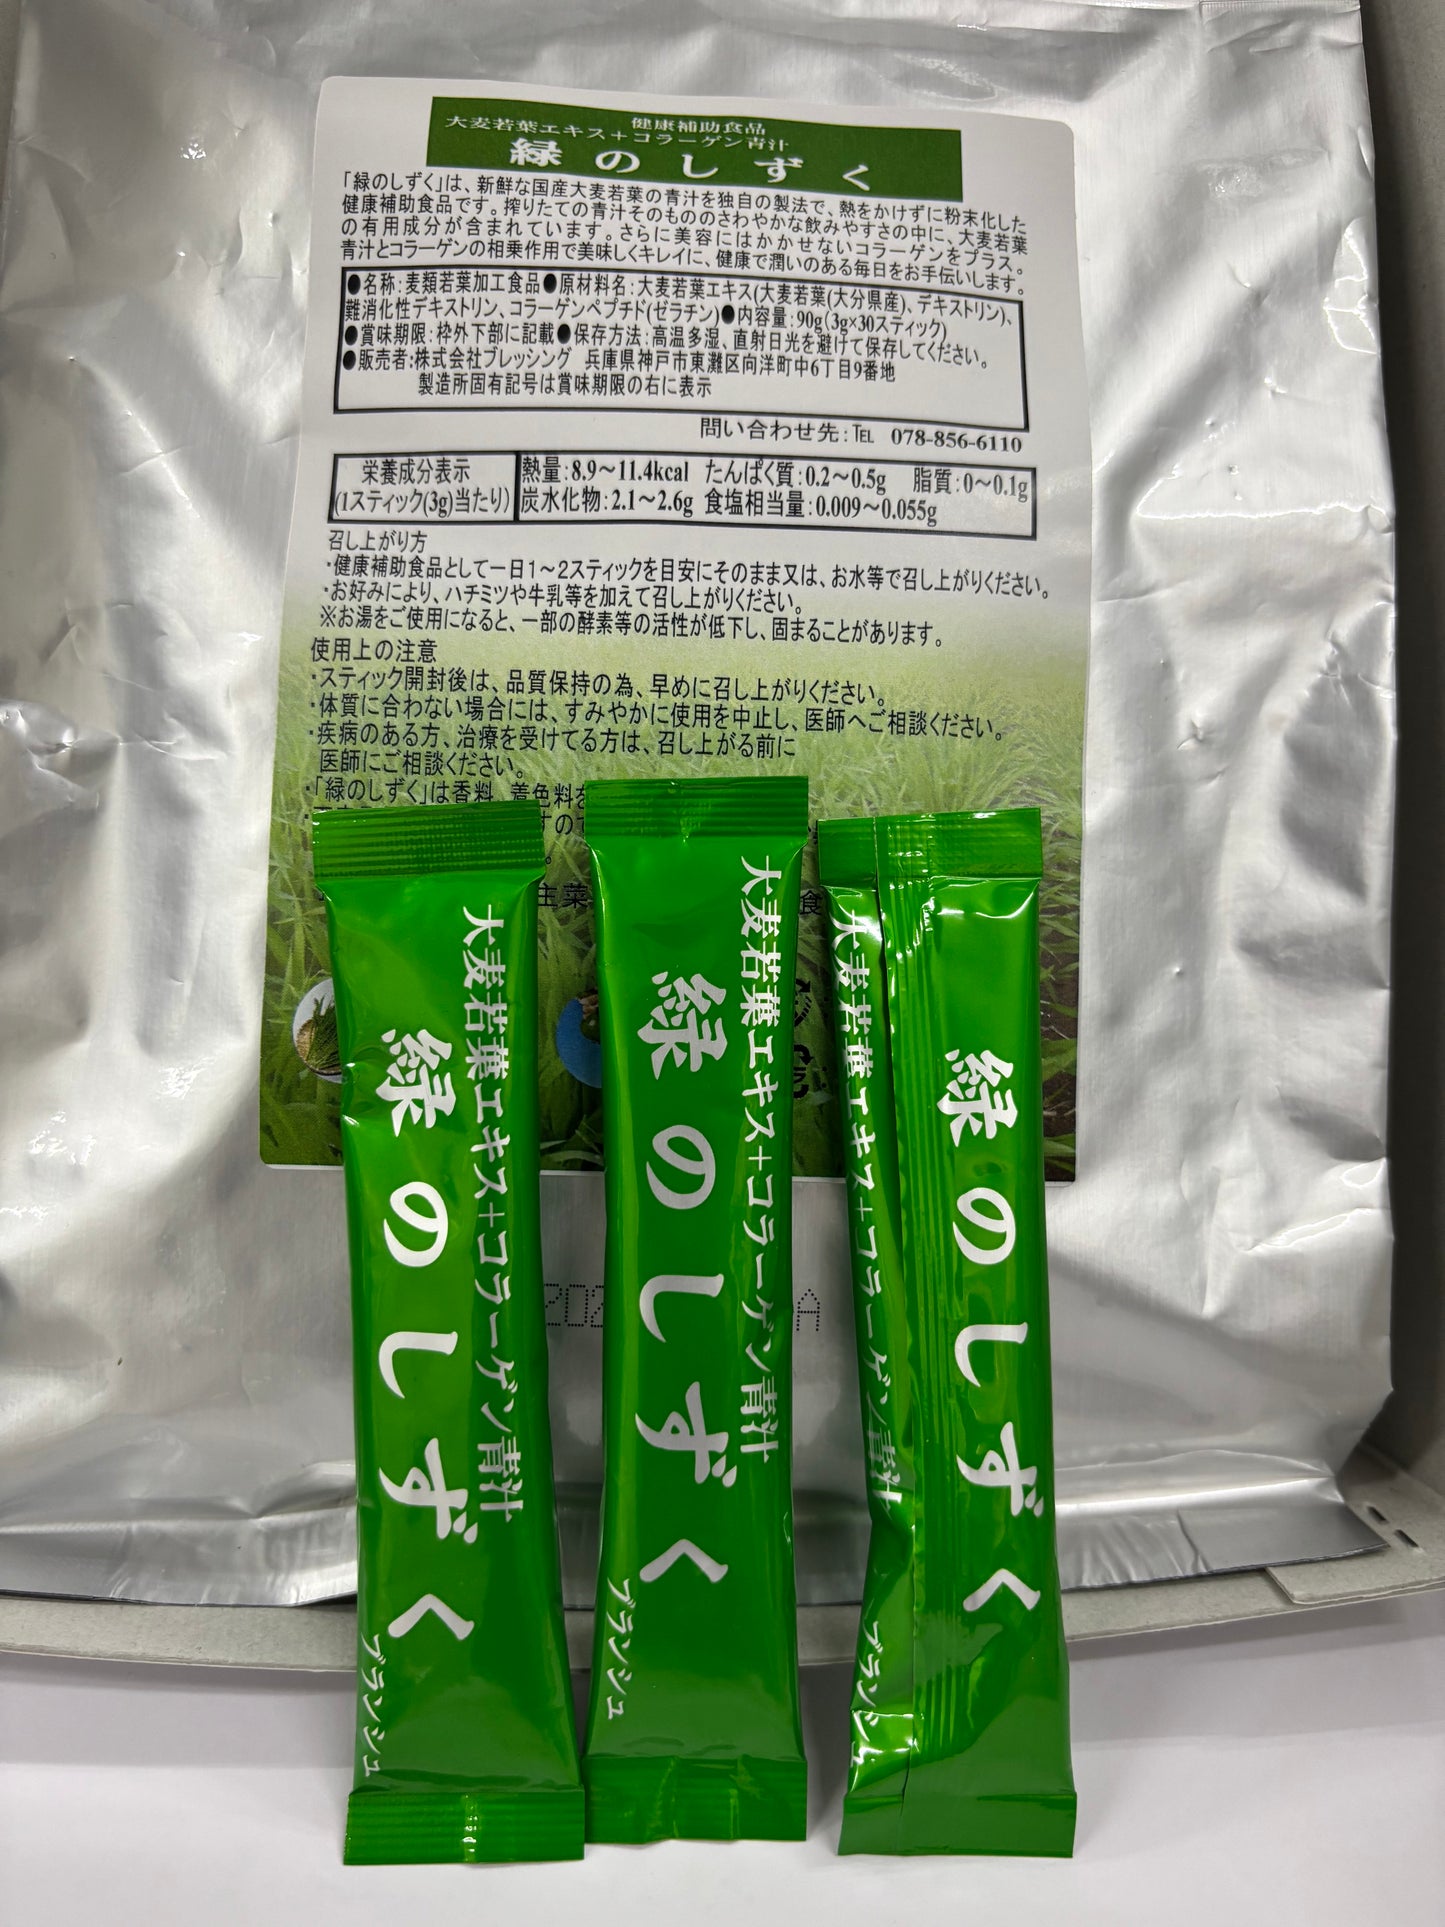 健康補助食品
大麦若葉エキス＋コラーゲン青汁
緑のしずく
「緑のしずく」は、新鮮な国産大麦若葉の青汁を独自の製法で、熱をかけずに粉末化した
健康補助食品です。搾りたての青汁そのもののさわやかな飲みやすさの中に、大麦若葉
の有用成分が含まれています。さらに美容にはかかせないコラーゲンをプラス。
青汁とコラーゲンの相乗作用で美味しくキレイに、健康で潤いのある毎日をお手伝いします。
●名称：麦類若葉加工食品●原材料名：大麦若葉エキス(大麦若葉(大分県産)、デキストリン)、
難消化性デキストリン、コラーゲンペプチド(ゼラチン)●内容量：90g(3g×30スティック)
●賞味期限：枠外下部に記載●保存方法：高温多湿、直射日光を避けて保存してください。
●販売者：株式会社ブレッシング　兵庫県神戸市東灘区向洋町中6丁目9番地
製造所固有記号は賞味期限の右に表示
問い合わせ先：TEL 078-856-6110
栄養成分表示
(1スティック(3g)当たり)
熱量：8.9～11.4kcal　たんぱく質：0.2～0.5g　脂質：0～0.1g
炭水化物：2.1～2.6g　食塩相当量：0.009～0.055g
召し上がり方
・健康補助食品として一日1～2スティックを目安にそのまま又は、お水等で召し上がりください。
・お好みにより、ハチミツや牛乳等を加えて召し上がりください。
※お湯をご使用になると、一部の酵素等の活性が低下し、固まることがあります。
使用上の注意
・スティック開封後は、品質保持の為、早めに召し上がりください。
・体質に合わない場合には、すみやかに使用を中止し、医師へご相談ください。
・疾病のある方、治療を受けてる方は、召し上がる前に
医師にご相談ください。
・「緑のしずく」は香料、着色料を
すので
主菜
食
大麦若葉エキス＋コラーゲン青汁
緑のしずく
ブランシュ
大麦若葉エキス＋コラーゲン青汁
緑のしずく
ブランシュ
大麦若葉エキス＋コラーゲン青汁
緑のしずく
ブランシ
202
A